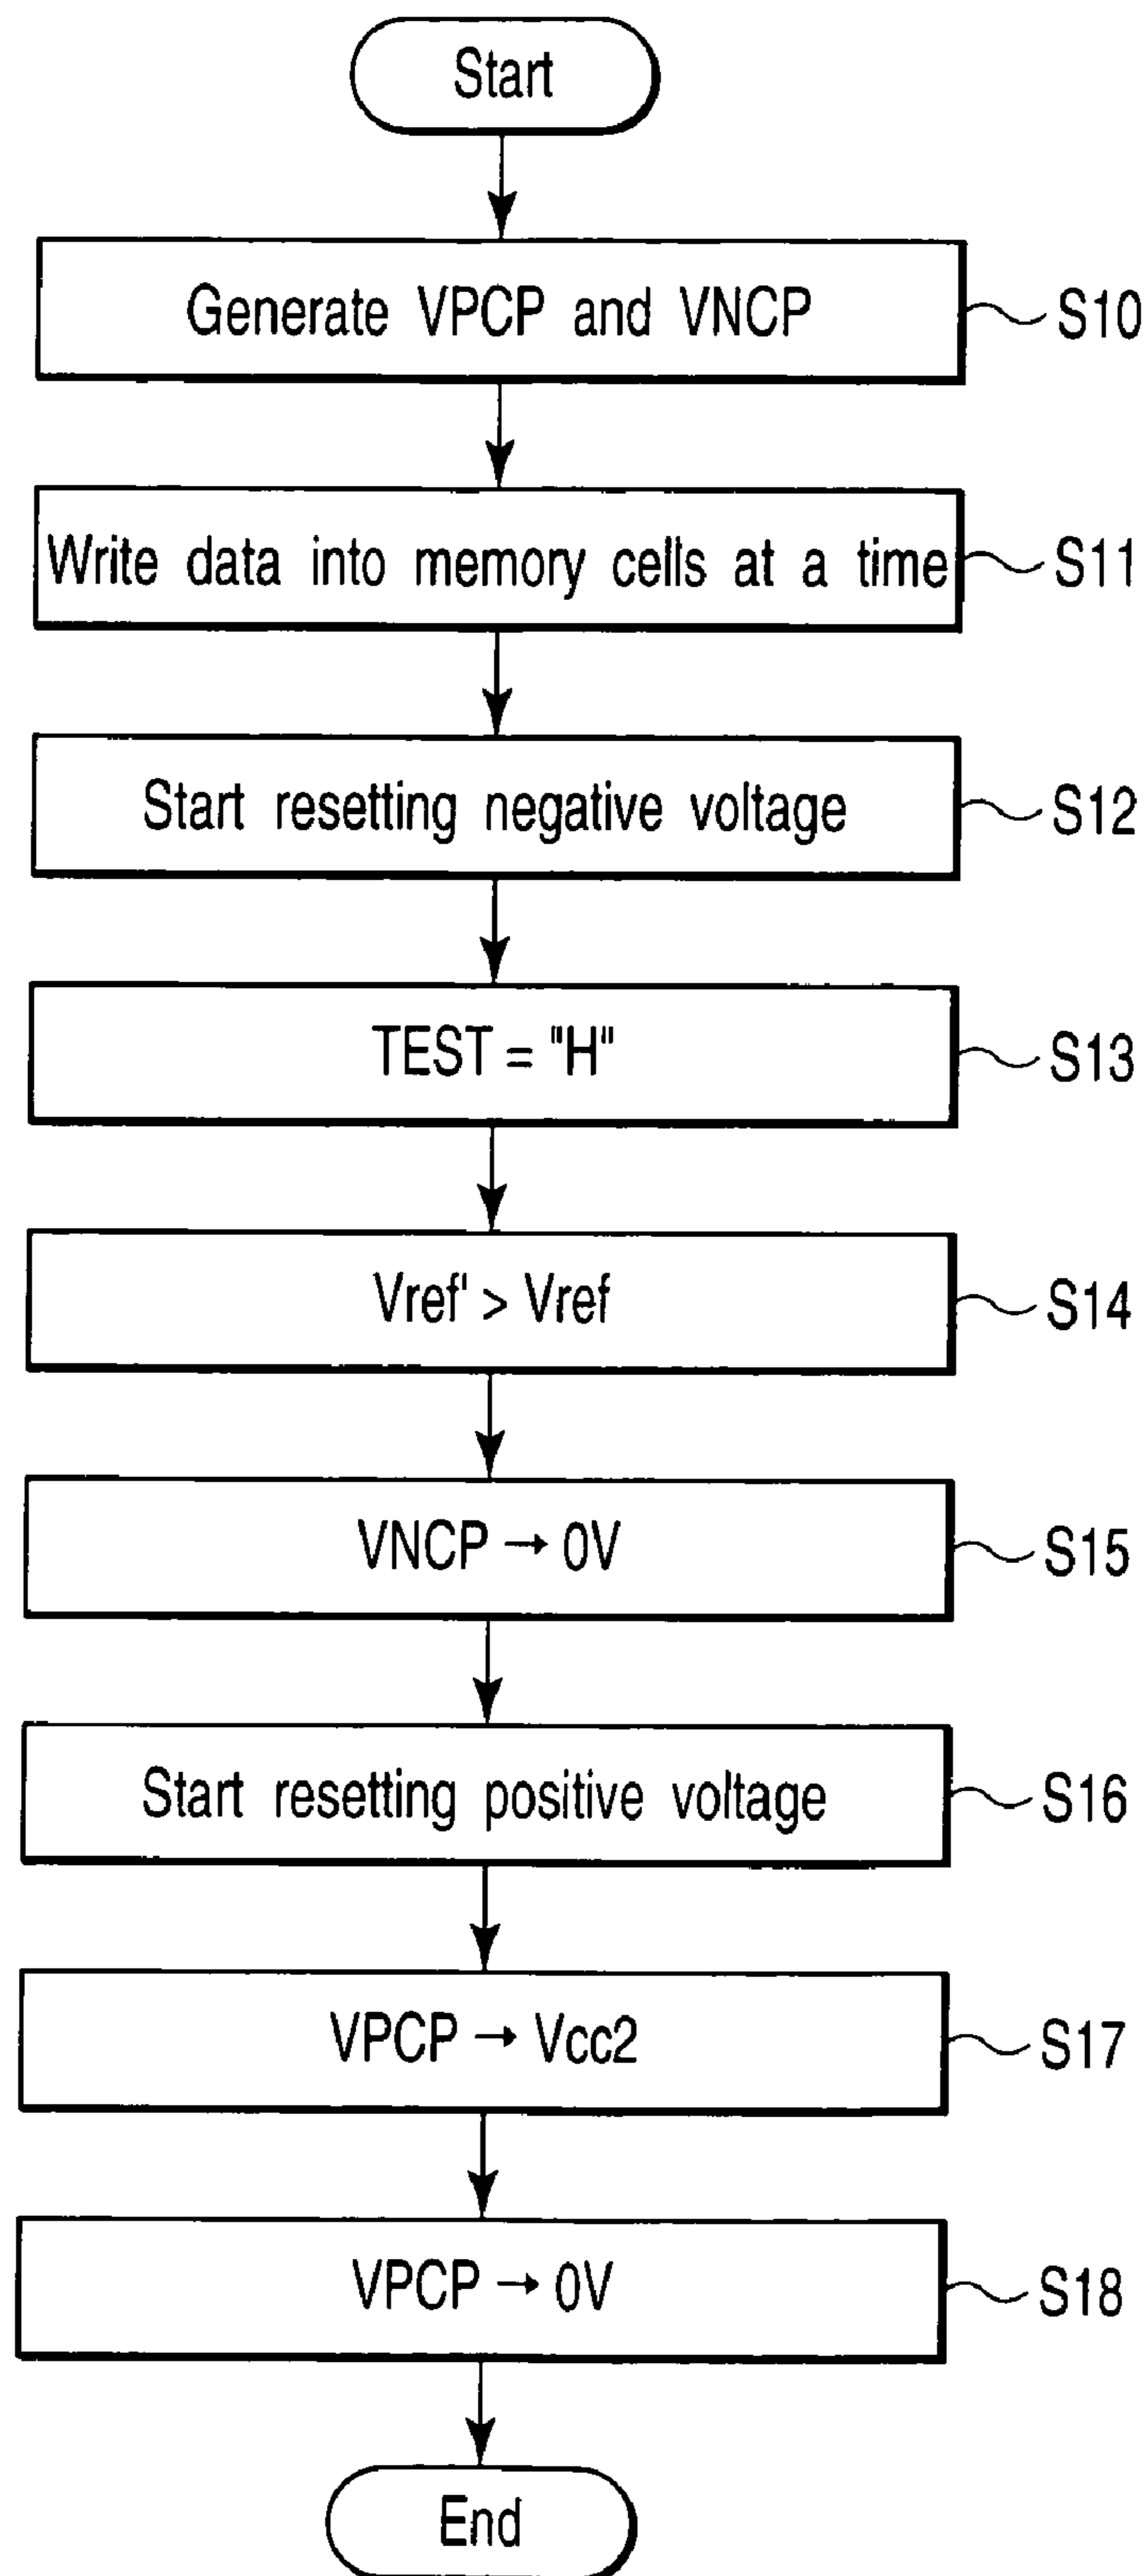 Start
Generate VPCP and VNCP
S10
Write data into memory cells at a time
S11
Start resetting negative voltage
S12
TEST = "H"
S13
Vref' > Vref
S14
VNCP → 0V
S15
Start resetting positive voltage
S16
VPCP → Vcc2
S17
VPCP → 0V
S18
End